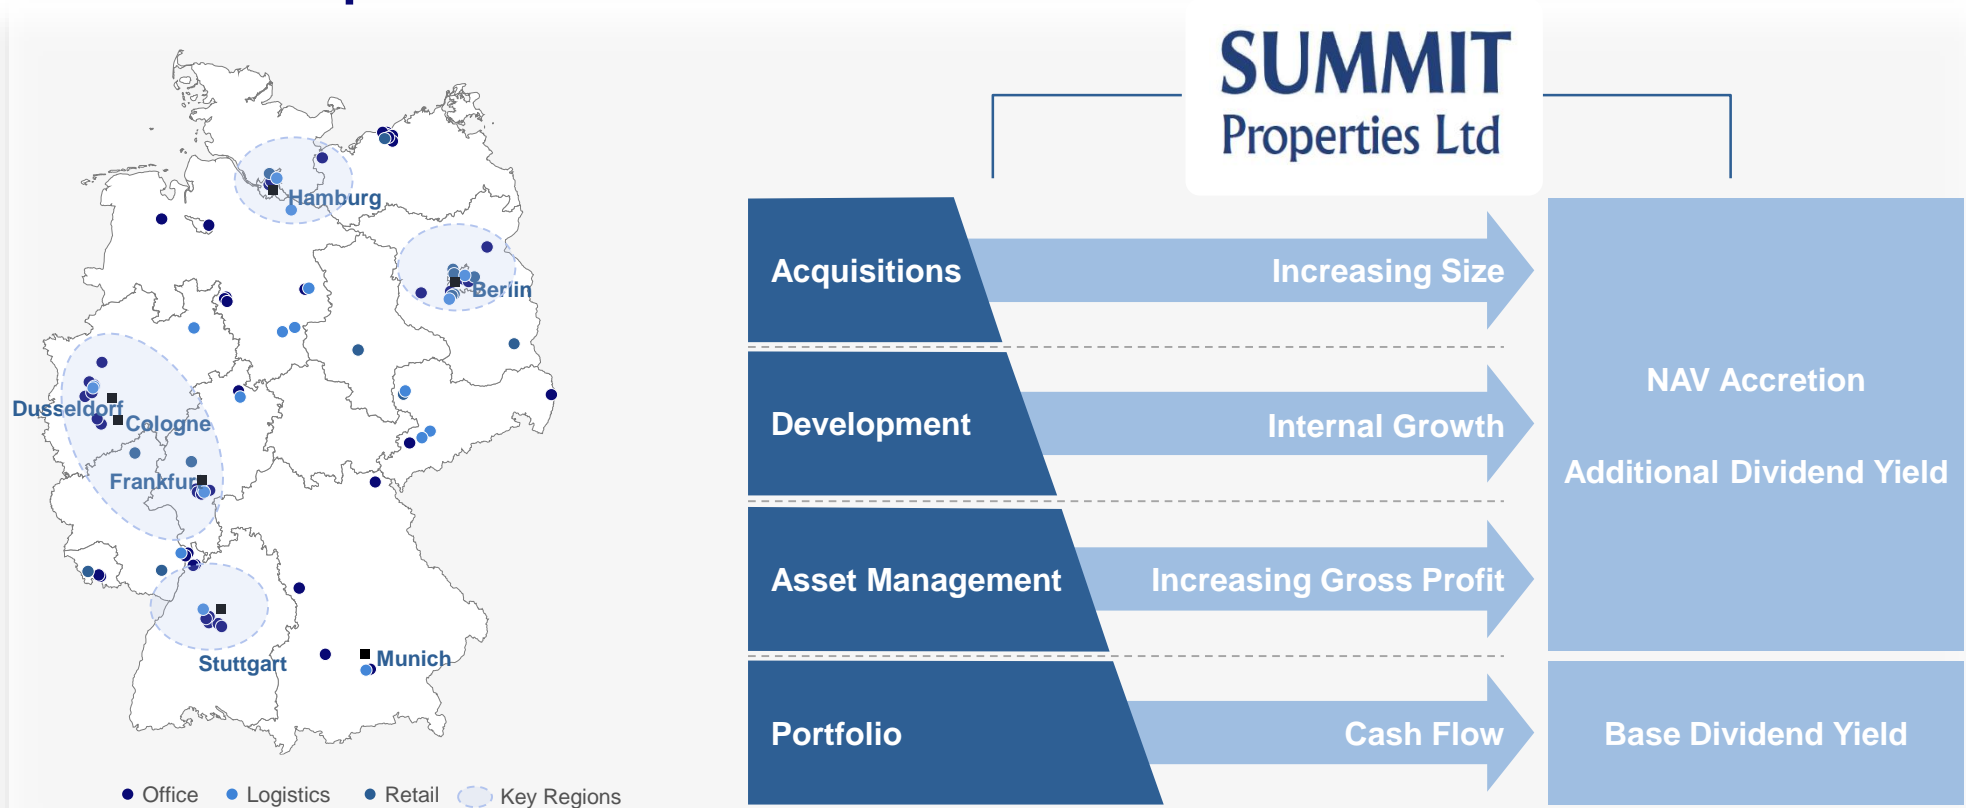 SUMMIT
Properties Ltd
Hamburg
Berlin
Dusseldorf
Cologne
Frankfurt
Stuttgart
Munich
Office
Logistics
Retail
Key Regions
Acquisitions
Increasing Size
Development
Internal Growth
Asset Management
Increasing Gross Profit
Portfolio
Cash Flow
NAV Accretion
Additional Dividend Yield
Base Dividend Yield